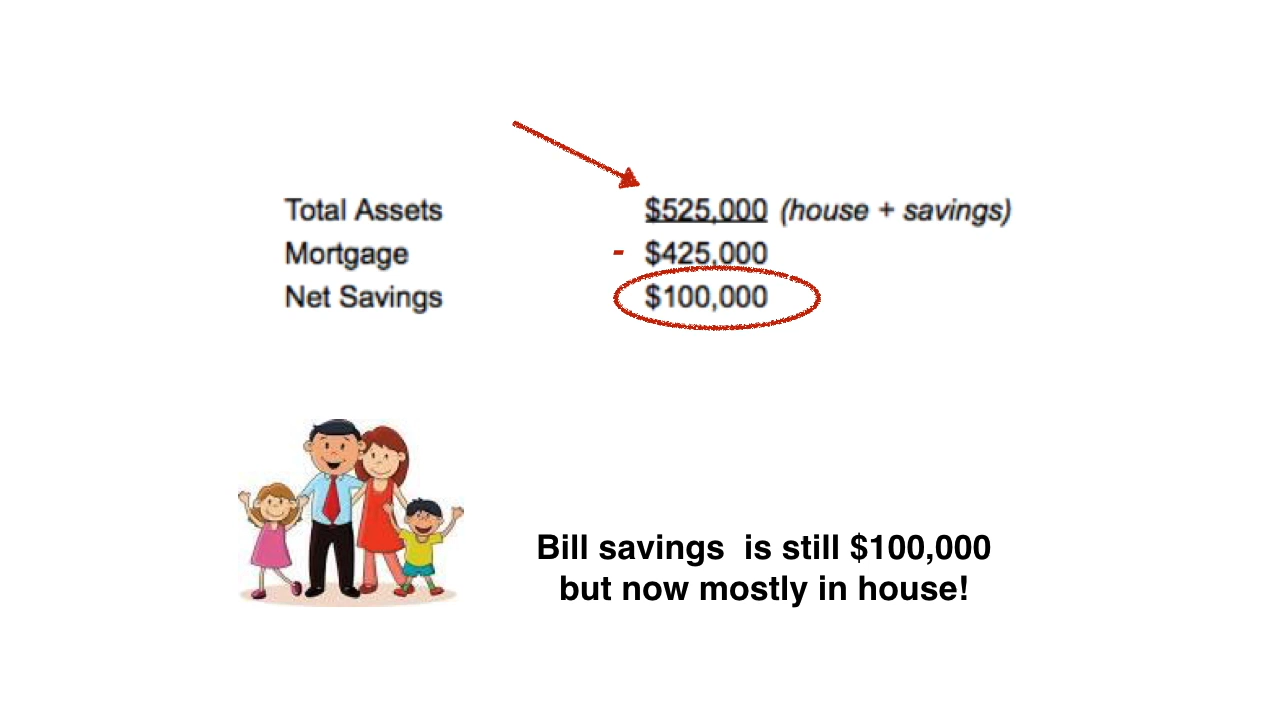 Total Assets $525,000 (house + savings)
Mortgage - $425,000
Net Savings $100,000
Bill savings is still $100,000
but now mostly in house!